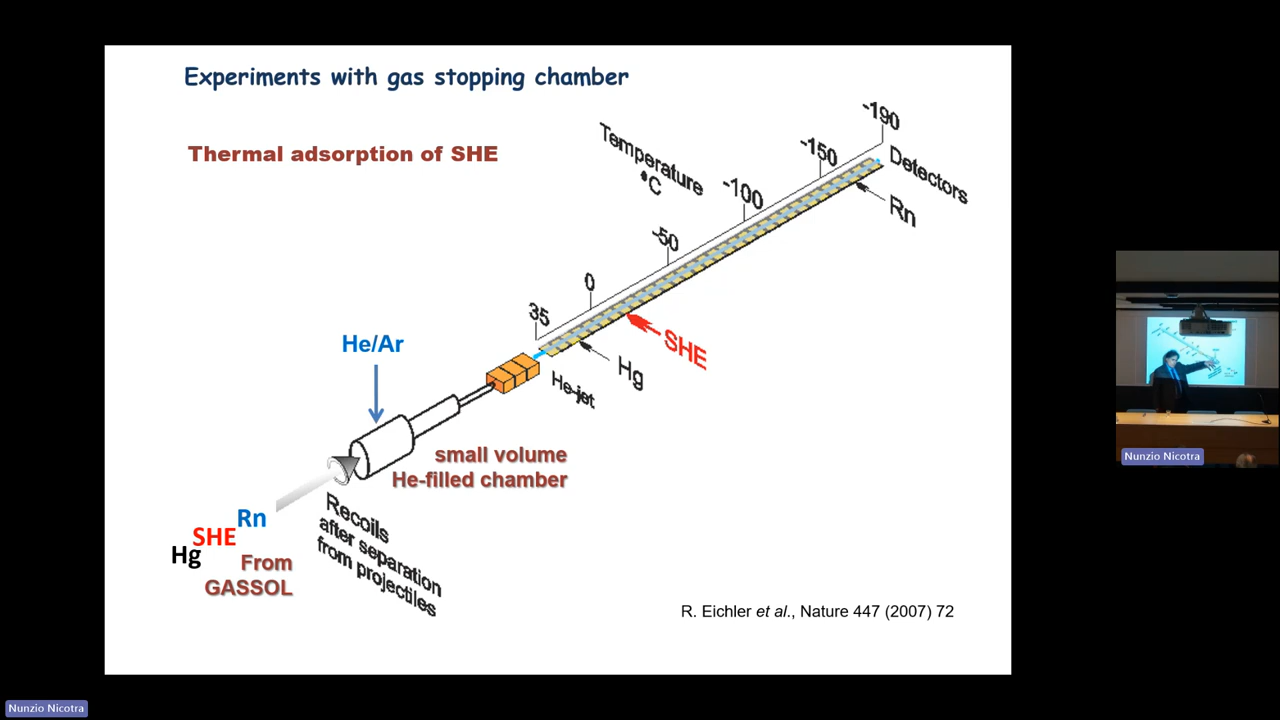 Experiments with gas stopping chamber
Thermal adsorption of SHE
Temperature
°C
-190
-150
-100
-50
0
35
Detectors
Rn
SHE
Hg
He-jet
He/Ar
small volume
He-filled chamber
Recoils
after separation
from projectiles
Rn
SHE
Hg
From
GASSOL
R. Eichler et al., Nature 447 (2007) 72
Nunzio Nicotra
Nunzio Nicotra